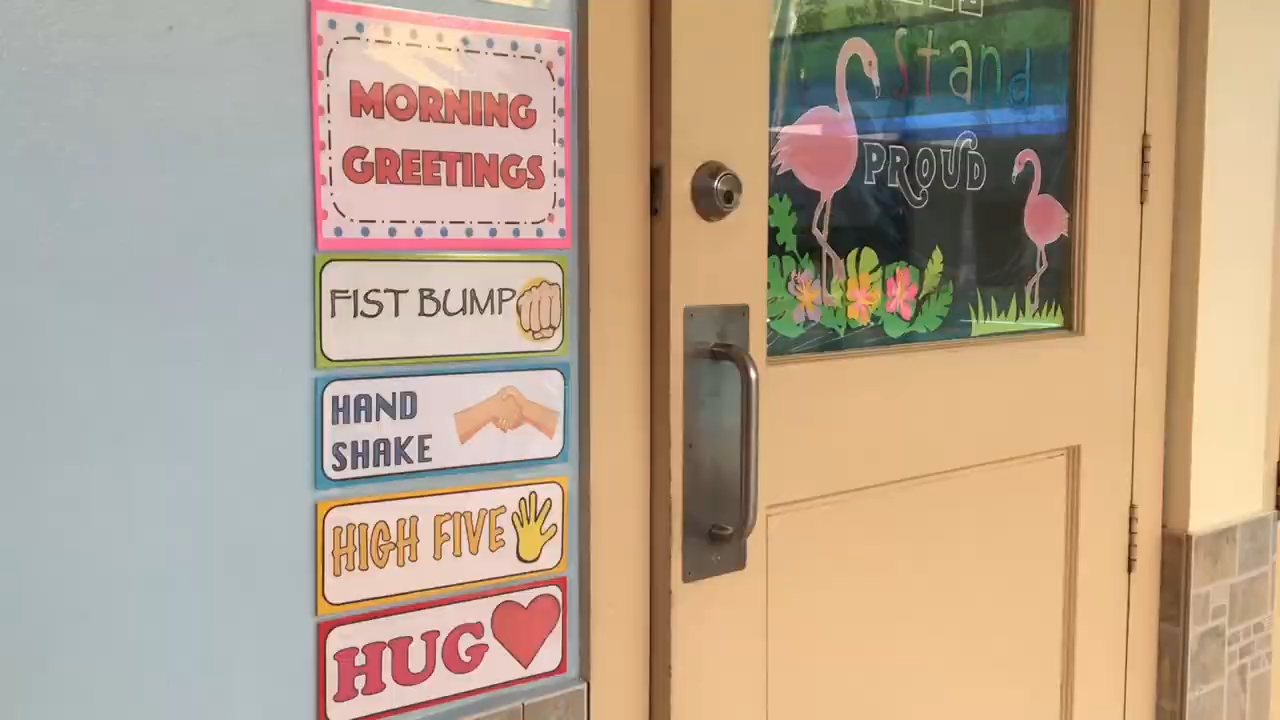 MORNING
GREETINGS
FIST BUMP
HAND
SHAKE
HIGH FIVE
HUG
Stand
PROUD